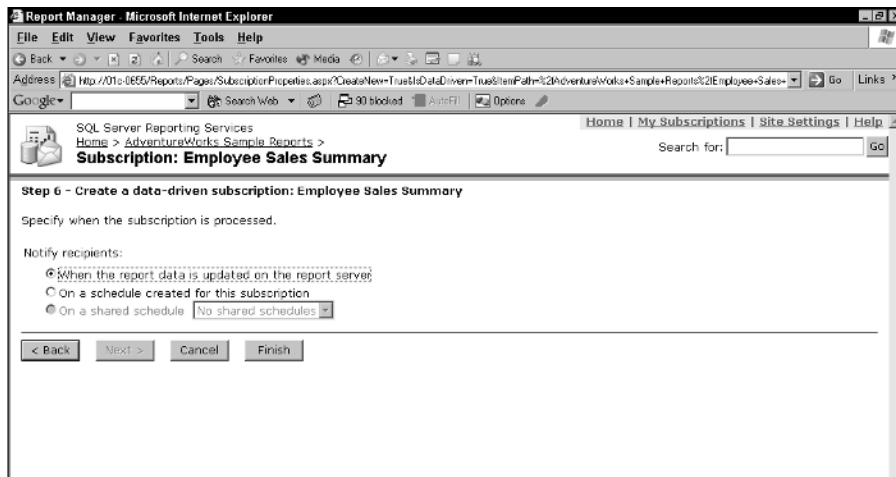 Report Manager - Microsoft Internet Explorer
File Edit View Favorites Tools Help
Back Search Favorites Media
Address http://01c-0655/Reports/Pages/SubscriptionProperties.aspx?CreateNew=True&IsDataDriven=True&ItemPath=%2fAdventureWorks+Sample+Reports%2fEmployee+Sales+ Go Links
Google Search Web 90 blocked AutoFill Options
SQL Server Reporting Services
Home | My Subscriptions | Site Settings | Help
Home > AdventureWorks Sample Reports >
Subscription: Employee Sales Summary
Search for: Go
Step 6 - Create a data-driven subscription: Employee Sales Summary
Specify when the subscription is processed.
Notify recipients:
When the report data is updated on the report server
On a schedule created for this subscription
On a shared schedule No shared schedules
< Back Next > Cancel Finish